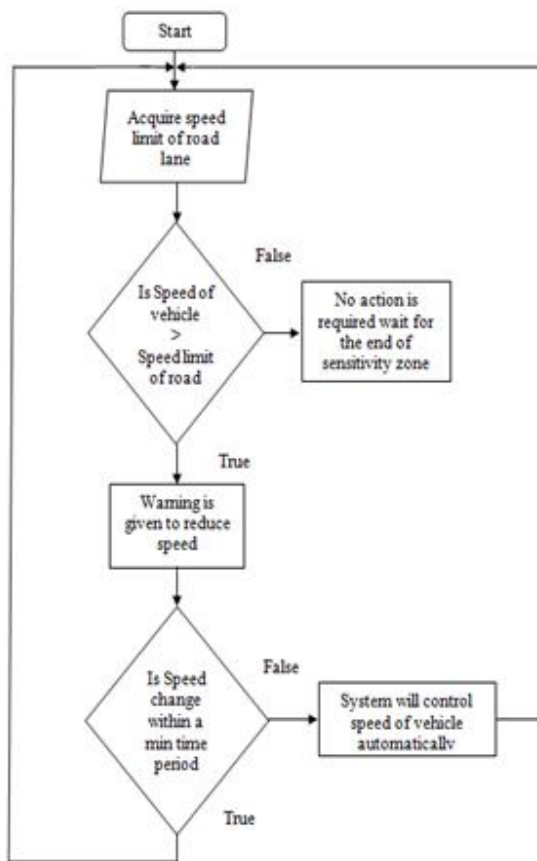 Start
Acquire speed
limit of road
lane
False
Is Speed of
vehicle
>
Speed limit
of road
No action is
required wait for
the end of
sensitivity zone
True
Warning is
given to reduce
speed
False
Is Speed
change
within a
min time
period
System will control
speed of vehicle
automatically
True